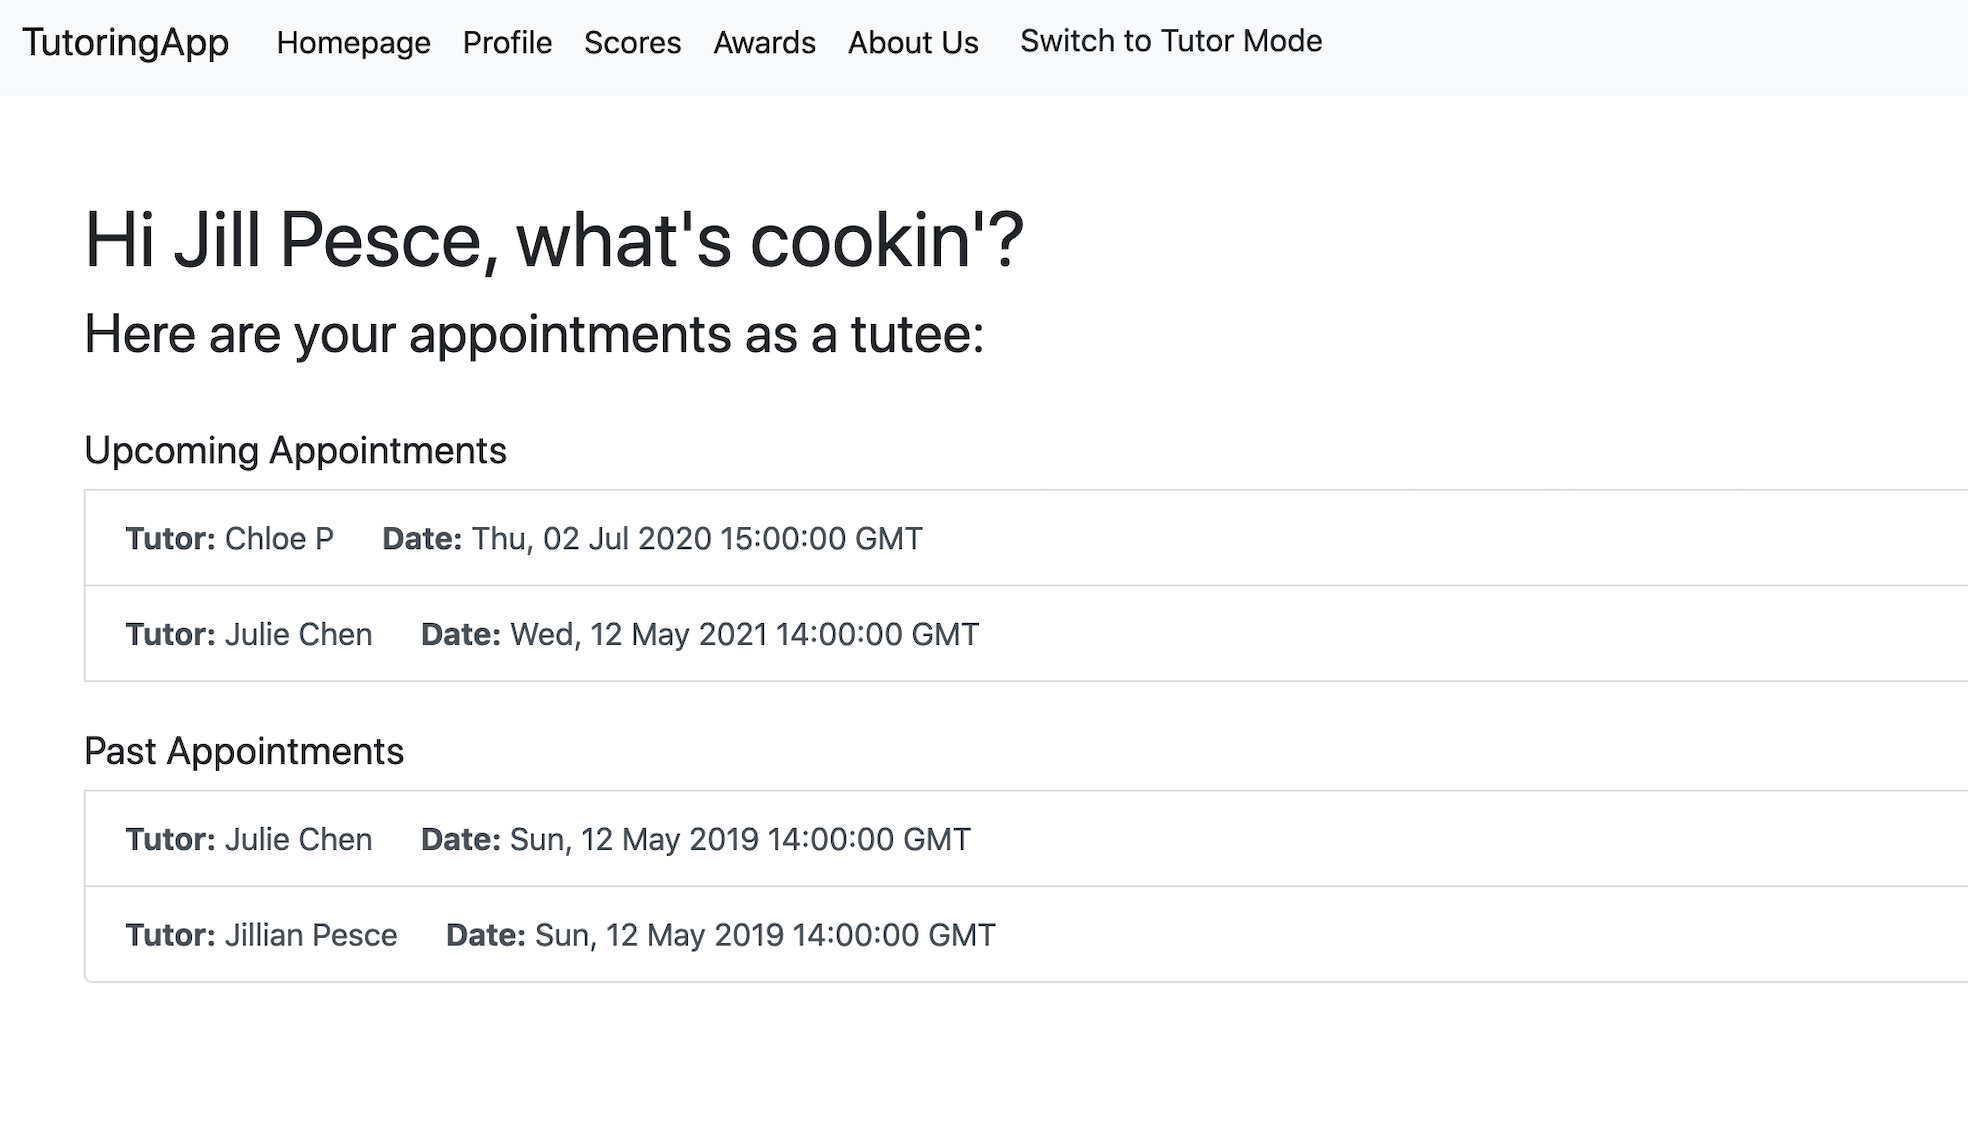 TutoringApp Homepage Profile Scores Awards About Us Switch to Tutor Mode
Hi Jill Pesce, what's cookin'?
Here are your appointments as a tutee:
Upcoming Appointments
Tutor: Chloe P Date: Thu, 02 Jul 2020 15:00:00 GMT
Tutor: Julie Chen Date: Wed, 12 May 2021 14:00:00 GMT
Past Appointments
Tutor: Julie Chen Date: Sun, 12 May 2019 14:00:00 GMT
Tutor: Jillian Pesce Date: Sun, 12 May 2019 14:00:00 GMT